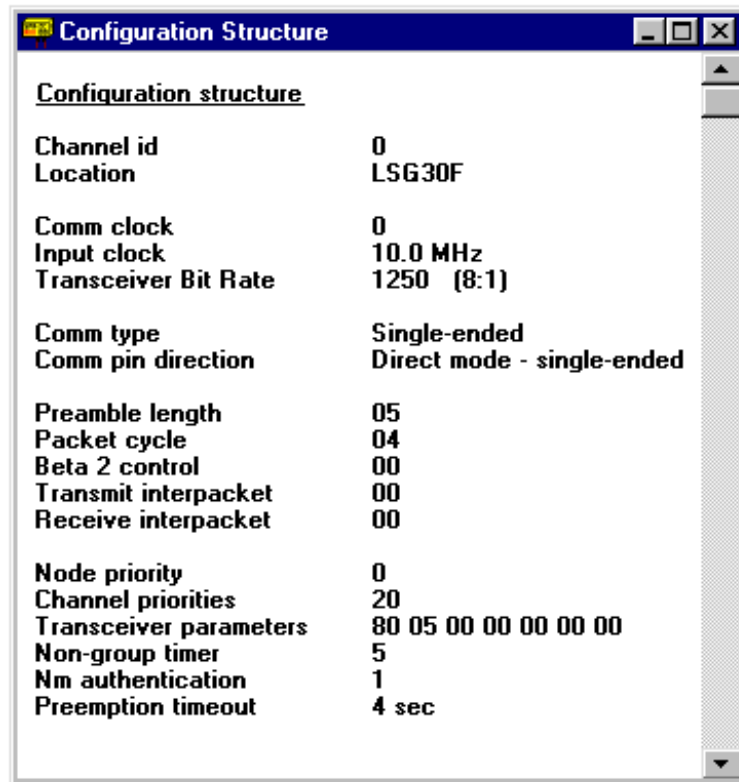 Configuration Structure
Configuration structure
Channel id 0
Location LSG30F
Comm clock 0
Input clock 10.0 MHz
Transceiver Bit Rate 1250 (8:1)
Comm type Single-ended
Comm pin direction Direct mode - single-ended
Preamble length 05
Packet cycle 04
Beta 2 control 00
Transmit interpacket 00
Receive interpacket 00
Node priority 0
Channel priorities 20
Transceiver parameters 80 05 00 00 00 00 00
Non-group timer 5
Nm authentication 1
Preemption timeout 4 sec